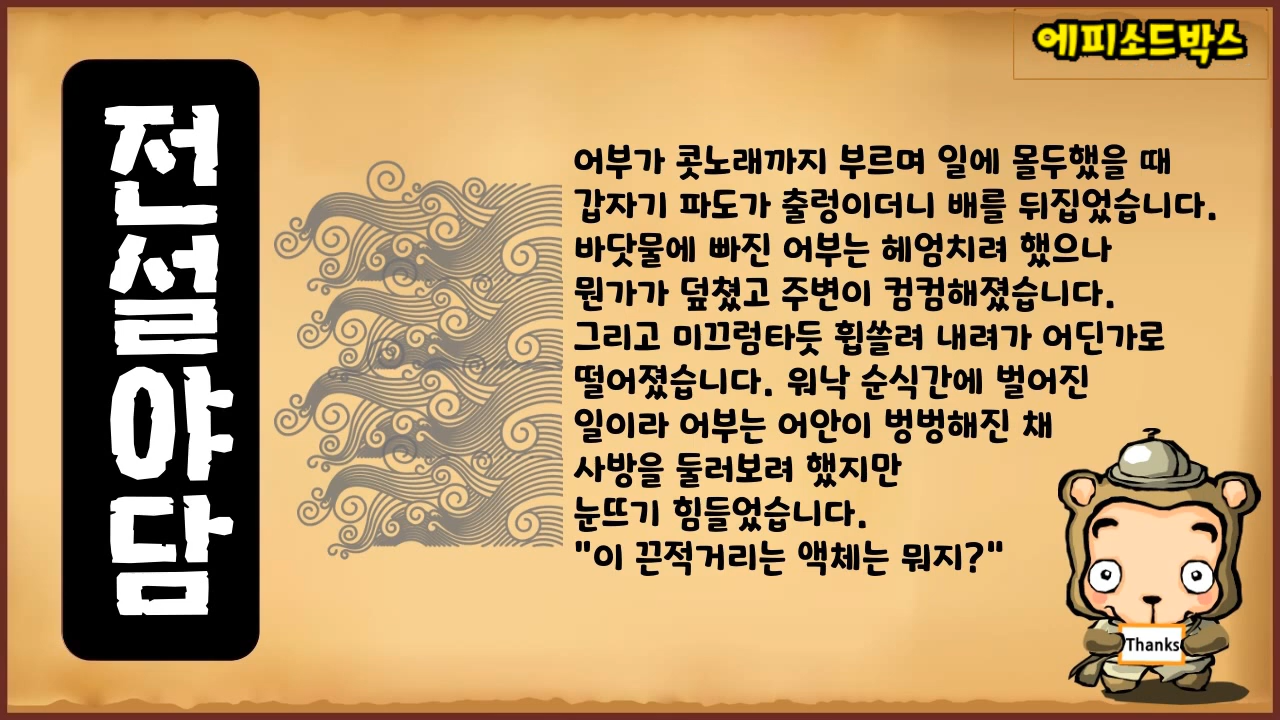 에피소드박스
전설야담
어부가 콧노래까지 부르며 일에 몰두했을 때
갑자기 파도가 출렁이더니 배를 뒤집었습니다.
바닷물에 빠진 어부는 헤엄치려 했으나
뭔가가 덮쳤고 주변이 컴컴해졌습니다.
그리고 미끄럼타듯 휩쓸려 내려가 어딘가로
떨어졌습니다. 워낙 순식간에 벌어진
일이라 어부는 어안이 벙벙해진 채
사방을 둘러보려 했지만
눈뜨기 힘들었습니다.
"이 끈적거리는 액체는 뭐지?"
Thanks